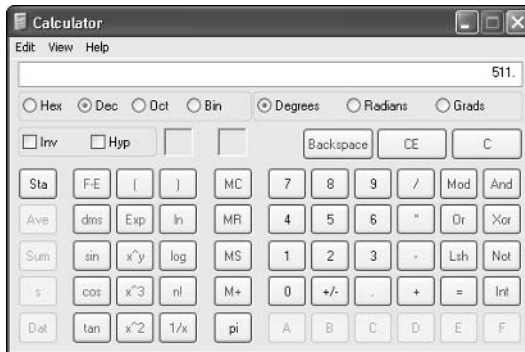 Calculator
Edit View Help
511.
Hex Dec Oct Bin Degrees Radians Grads
Inv Hyp Backspace CE C
Sta F-E ( ) MC 7 8 9 / Mod And
Ave dms Exp ln MR 4 5 6 * Or Xor
Sum sin x^y log MS 1 2 3 - Lsh Not
s cos x^3 n! M+ 0 +/- . + = Int
Dat tan x^2 1/x pi A B C D E F